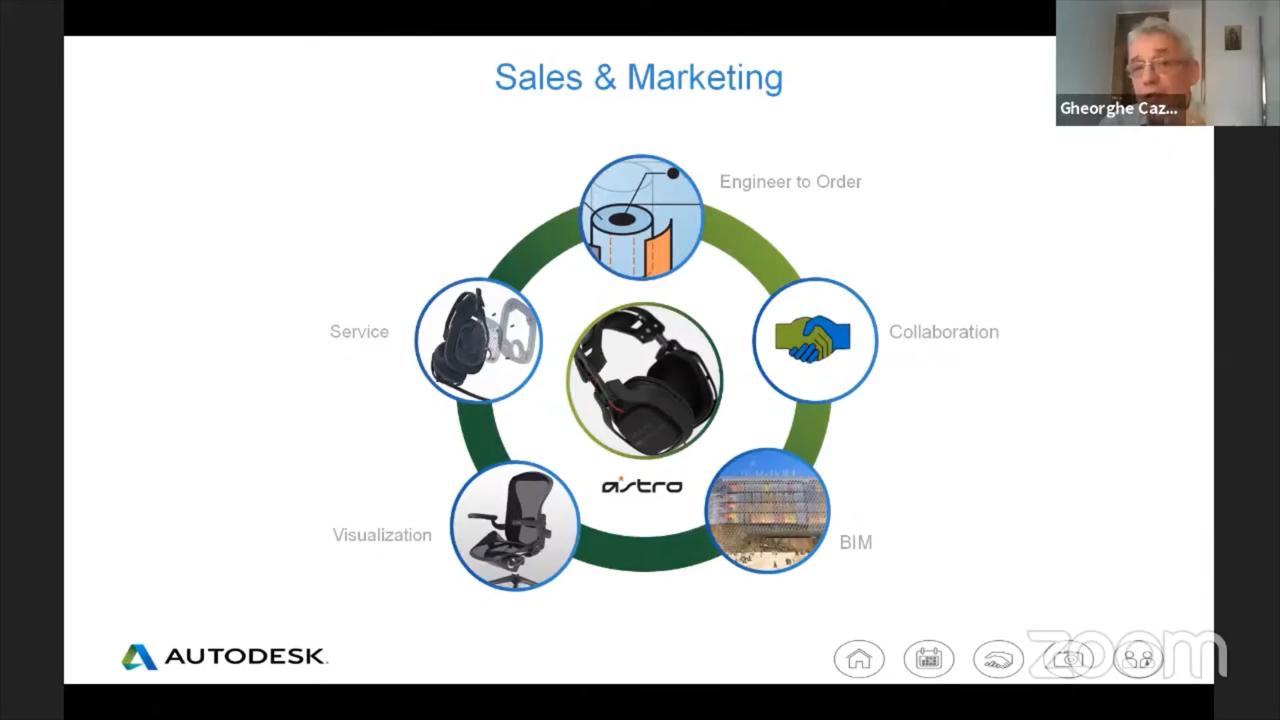 Sales & Marketing
Gheorghe Caz...
Engineer to Order
Service
Collaboration
astro
Visualization
BIM
AUTODESK.
zoom